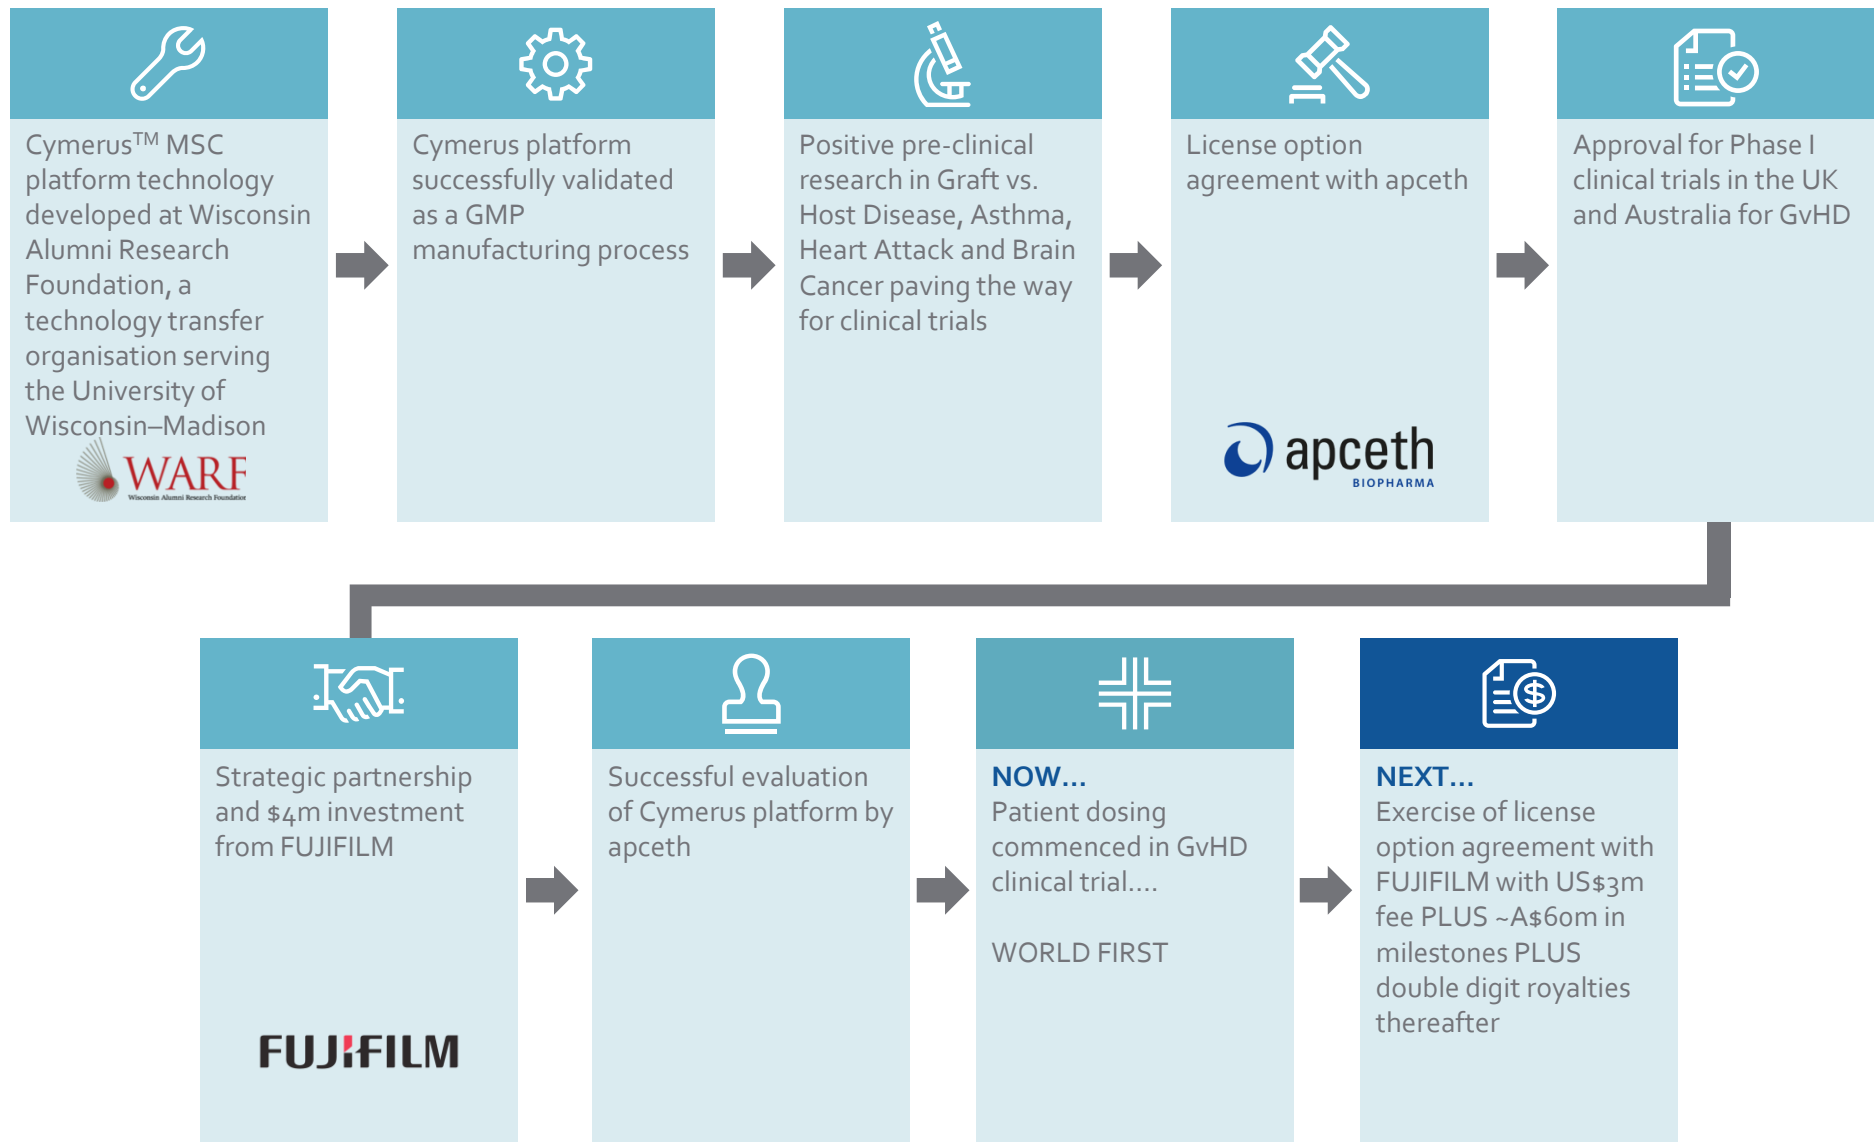 Cymerus™ MSC
platform technology
developed at Wisconsin
Alumni Research
Foundation, a
technology transfer
organisation serving
the University of
Wisconsin–Madison
WARF
Wisconsin Alumni Research Foundation
Cymerus platform
successfully validated
as a GMP
manufacturing process
Positive pre-clinical
research in Graft vs.
Host Disease, Asthma,
Heart Attack and Brain
Cancer paving the way
for clinical trials
License option
agreement with apceth
apceth
BIOPHARMA
Approval for Phase I
clinical trials in the UK
and Australia for GvHD
Strategic partnership
and $4m investment
from FUJIFILM
FUJIFILM
Successful evaluation
of Cymerus platform by
apceth
NOW...
Patient dosing
commenced in GvHD
clinical trial....
WORLD FIRST
$
NEXT...
Exercise of license
option agreement with
FUJIFILM with US$3m
fee PLUS ~A$60m in
milestones PLUS
double digit royalties
thereafter